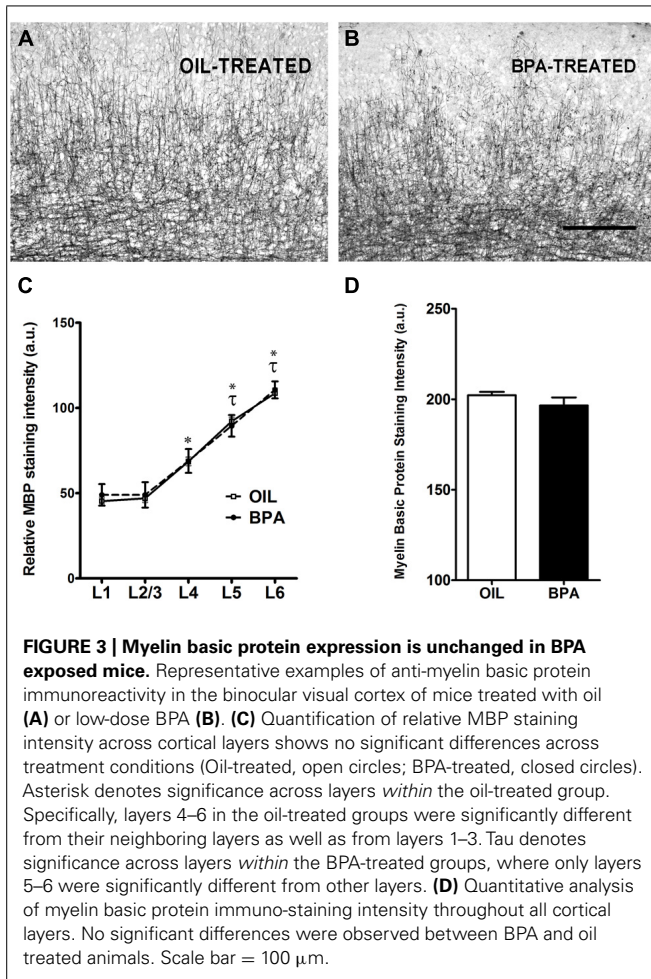 A
OIL-TREATED
B
BPA-TREATED
C
Relative MBP staining intensity (a.u.)
150
100
50
0
L1 L2/3 L4 L5 L6
*
*
τ
*
τ
OIL
BPA
D
Myelin Basic Protein Staining Intensity (a.u.)
250
200
150
100
OIL BPA
FIGURE 3 | Myelin basic protein expression is unchanged in BPA
exposed mice. Representative examples of anti-myelin basic protein
immunoreactivity in the binocular visual cortex of mice treated with oil
(A) or low-dose BPA (B). (C) Quantification of relative MBP staining
intensity across cortical layers shows no significant differences across
treatment conditions (Oil-treated, open circles; BPA-treated, closed circles).
Asterisk denotes significance across layers within the oil-treated group.
Specifically, layers 4–6 in the oil-treated groups were significantly different
from their neighboring layers as well as from layers 1–3. Tau denotes
significance across layers within the BPA-treated groups, where only layers
5–6 were significantly different from other layers. (D) Quantitative analysis
of myelin basic protein immuno-staining intensity throughout all cortical
layers. No significant differences were observed between BPA and oil
treated animals. Scale bar = 100 μm.